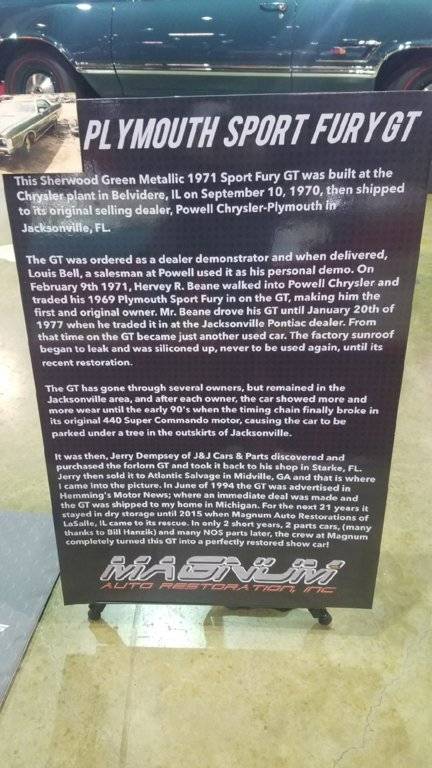 PLYMOUTH SPORT FURY GT
This Sherwood Green Metallic 1971 Sport Fury GT was built at the
Chrysler plant in Belvidere, IL on September 10, 1970, then shipped
to its original selling dealer, Powell Chrysler-Plymouth in
Jacksonville, FL.
The GT was ordered as a dealer demonstrator and when delivered,
Louis Bell, a salesman at Powell used it as his personal demo. On
February 9th 1971, Hervey R. Beane walked into Powell Chrysler and
traded his 1969 Plymouth Sport Fury in on the GT, making him the
first and original owner. Mr. Beane drove his GT until January 20th of
1977 when he traded it in at the Jacksonville Pontiac dealer. From
that time on the GT became just another used car. The factory sunroof
began to leak and was siliconed up, never to be used again, until its
recent restoration.
The GT has gone through several owners, but remained in the
Jacksonville area, and after each owner, the car showed more and
more wear until the early 90's when the timing chain finally broke in
its original 440 Super Commando motor, causing the car to be
parked under a tree in the outskirts of Jacksonville.
It was then, Jerry Dempsey of J&J Cars & Parts discovered and
purchased the forlorn GT and took it back to his shop in Starke, FL.
Jerry then sold it to Atlantic Salvage in Midville, GA and that is where
I came into the picture. In June of 1994 the GT was advertised in
Hemming's Motor News; where an immediate deal was made and
the GT was shipped to my home in Michigan. For the next 21 years it
stayed in dry storage until 2015 when Magnum Auto Restorations of
LaSalle, IL came to its rescue. In only 2 short years, 2 parts cars, (many
thanks to Bill Hanzik) and many NOS parts later, the crew at Magnum
completely turned this GT into a perfectly restored show car!
MAGNUM
AUTO RESTORATION, INC